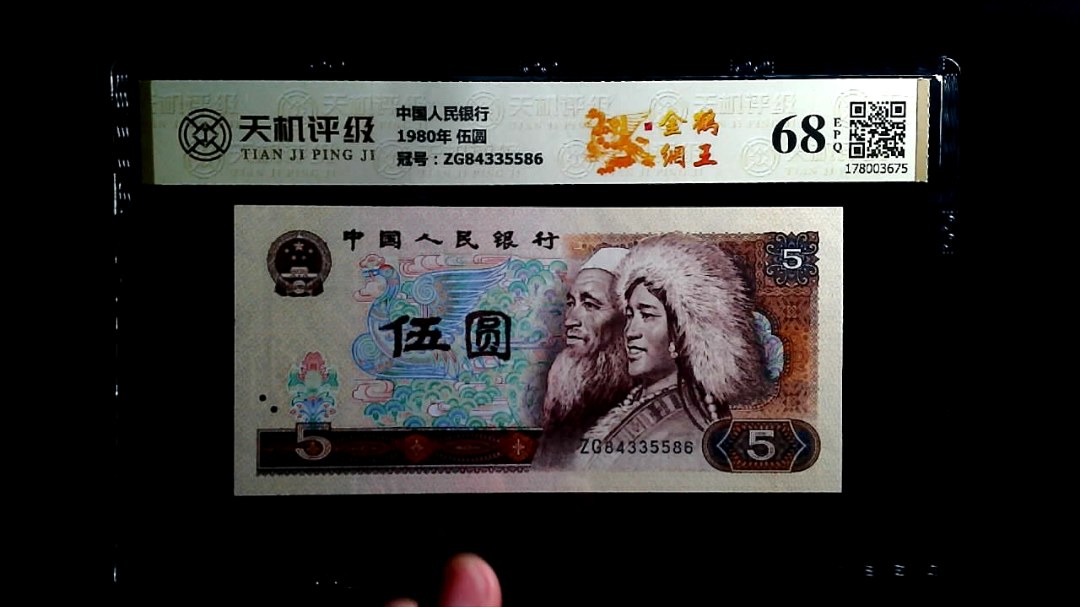 天机评级
TIAN JI PING JI
中国人民银行
1980年 伍圆
冠号：ZG84335586
金鹅
纲王
68
EPQ
178003675
中国人民银行
5
伍圆
5
ZG84335586
5